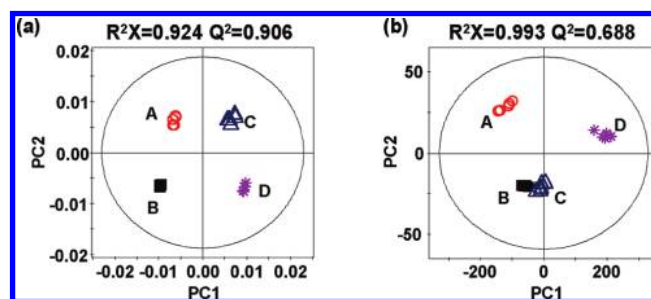 (a) R²X=0.924 Q²=0.906
0.02
0.01
0.00
-0.01
-0.02
PC2
A
C
B
D
-0.02 -0.01 0.00 0.01 0.02
PC1
(b) R²X=0.993 Q²=0.688
50
0
-50
PC2
A
D
B
C
-200 0 200
PC1